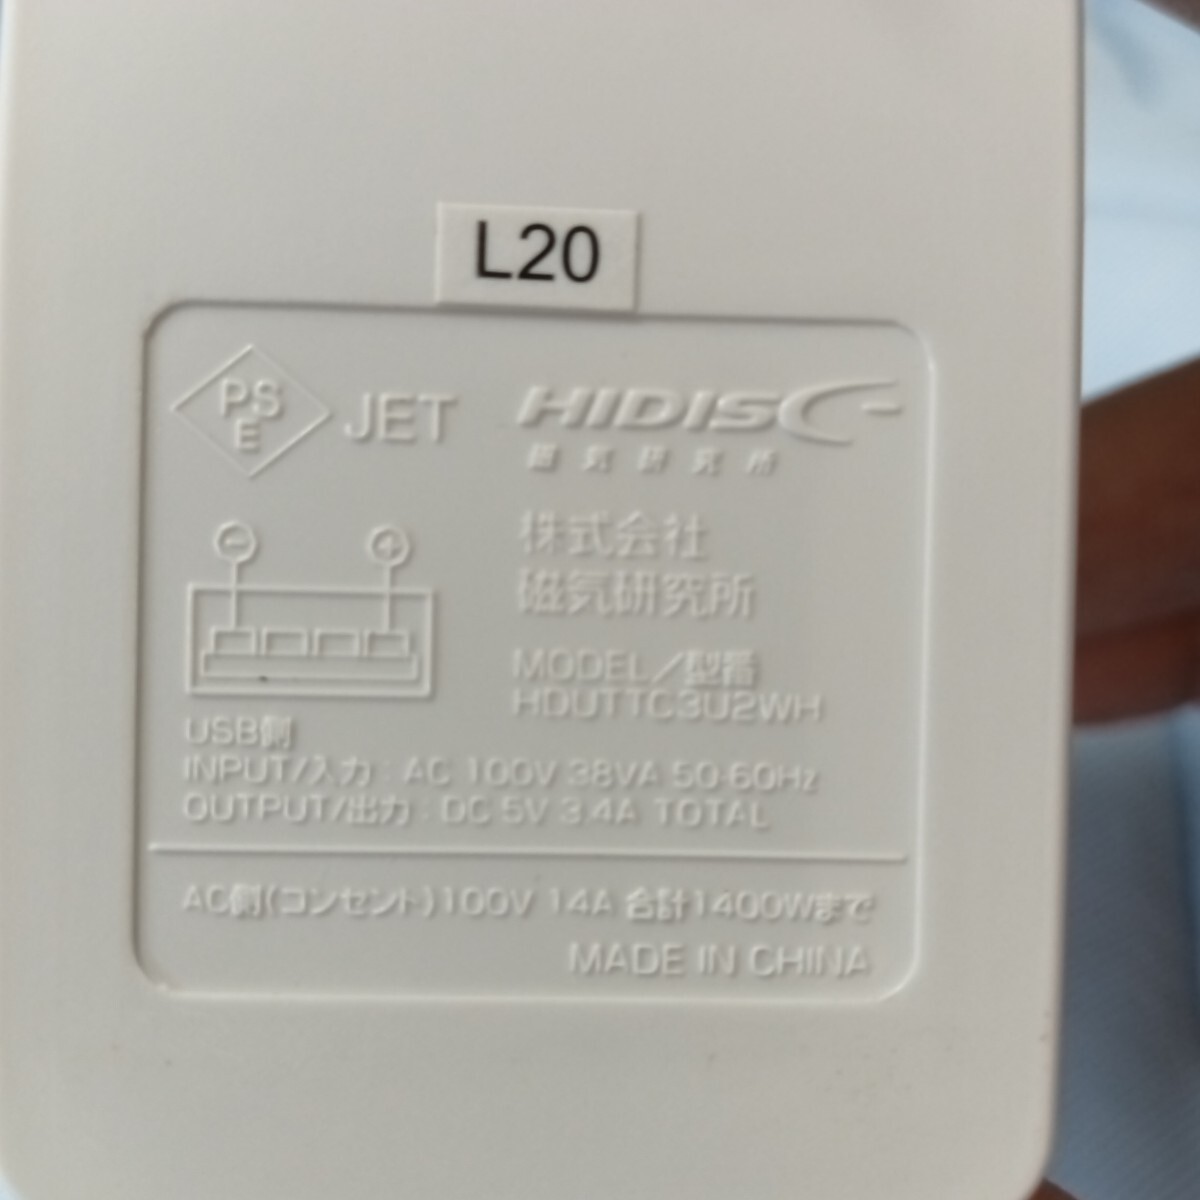 L20
PS
E
JET
HIDISC
磁気研究所
株式会社
磁気研究所
MODEL/型番
HDUTTC3U2WH
- +
USB側
INPUT/入力：AC 100V 38VA 50-60Hz
OUTPUT/出力：DC 5V 3.4A TOTAL
AC側(コンセント)100V 14A 合計1400Wまで
MADE IN CHINA